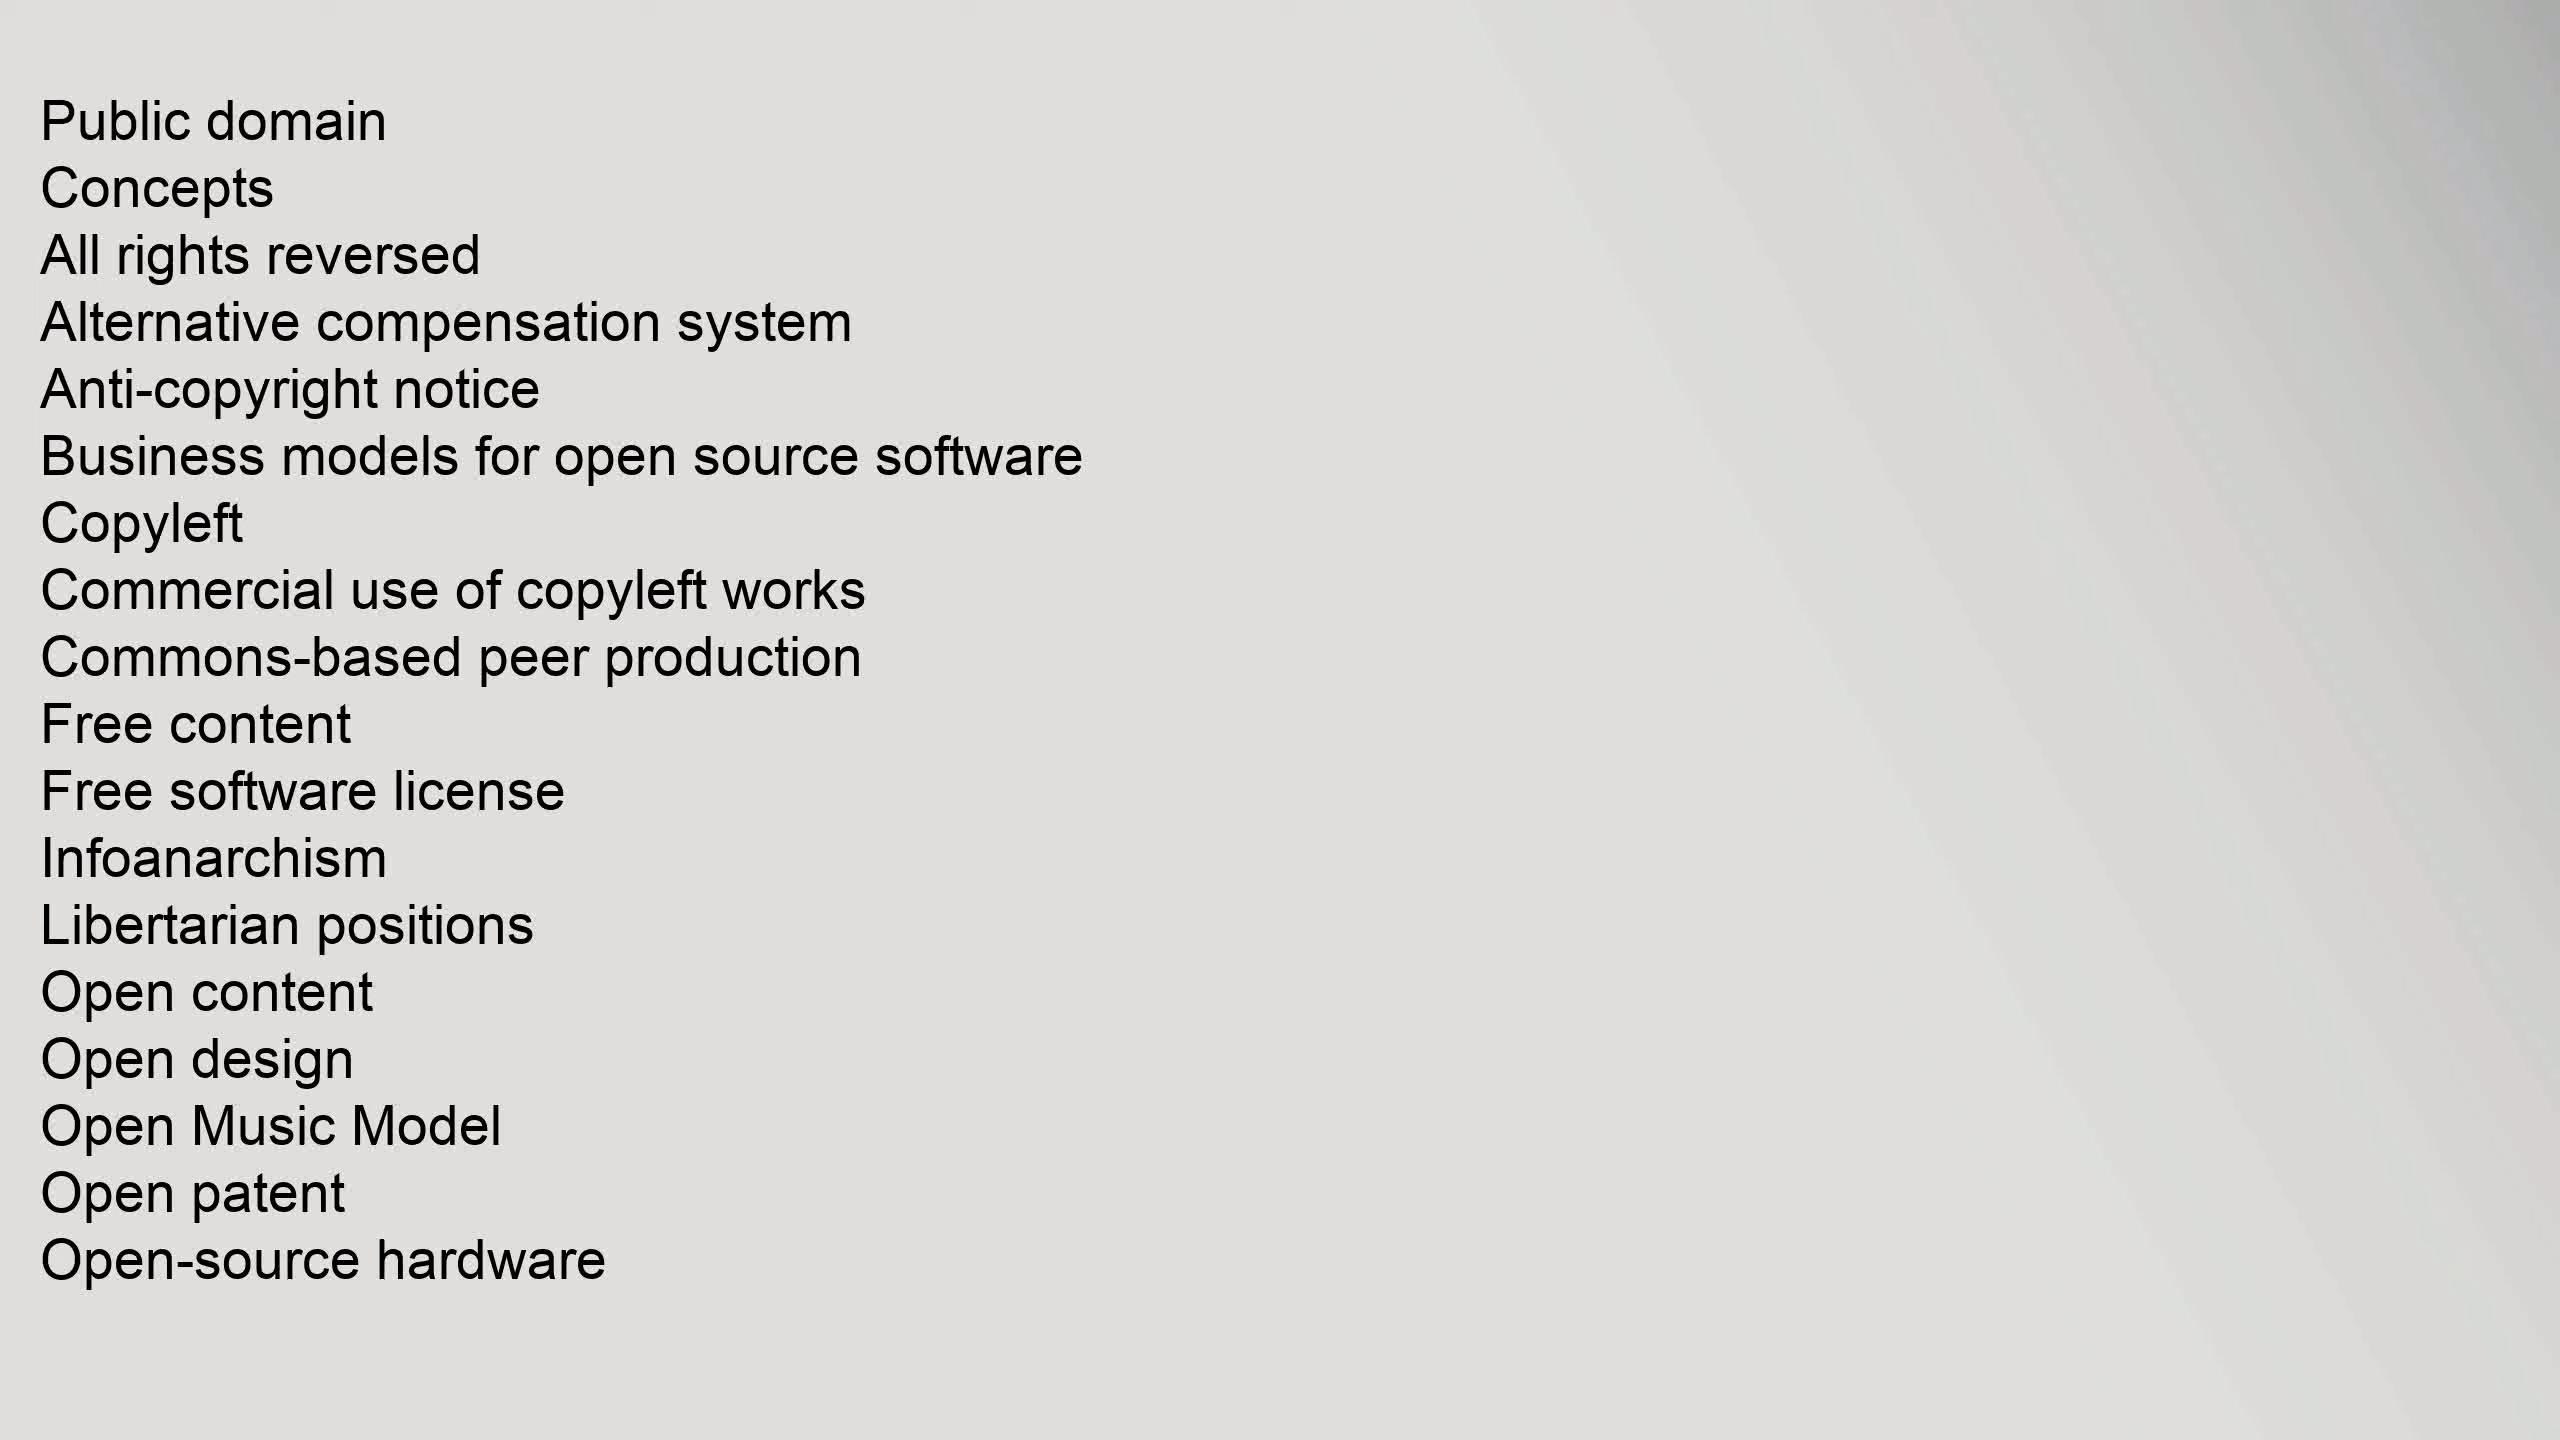 Public domain
Concepts
All rights reversed
Alternative compensation system
Anti-copyright notice
Business models for open source software
Copyleft
Commercial use of copyleft works
Commons-based peer production
Free content
Free software license
Infoanarchism
Libertarian positions
Open content
Open design
Open Music Model
Open patent
Open-source hardware